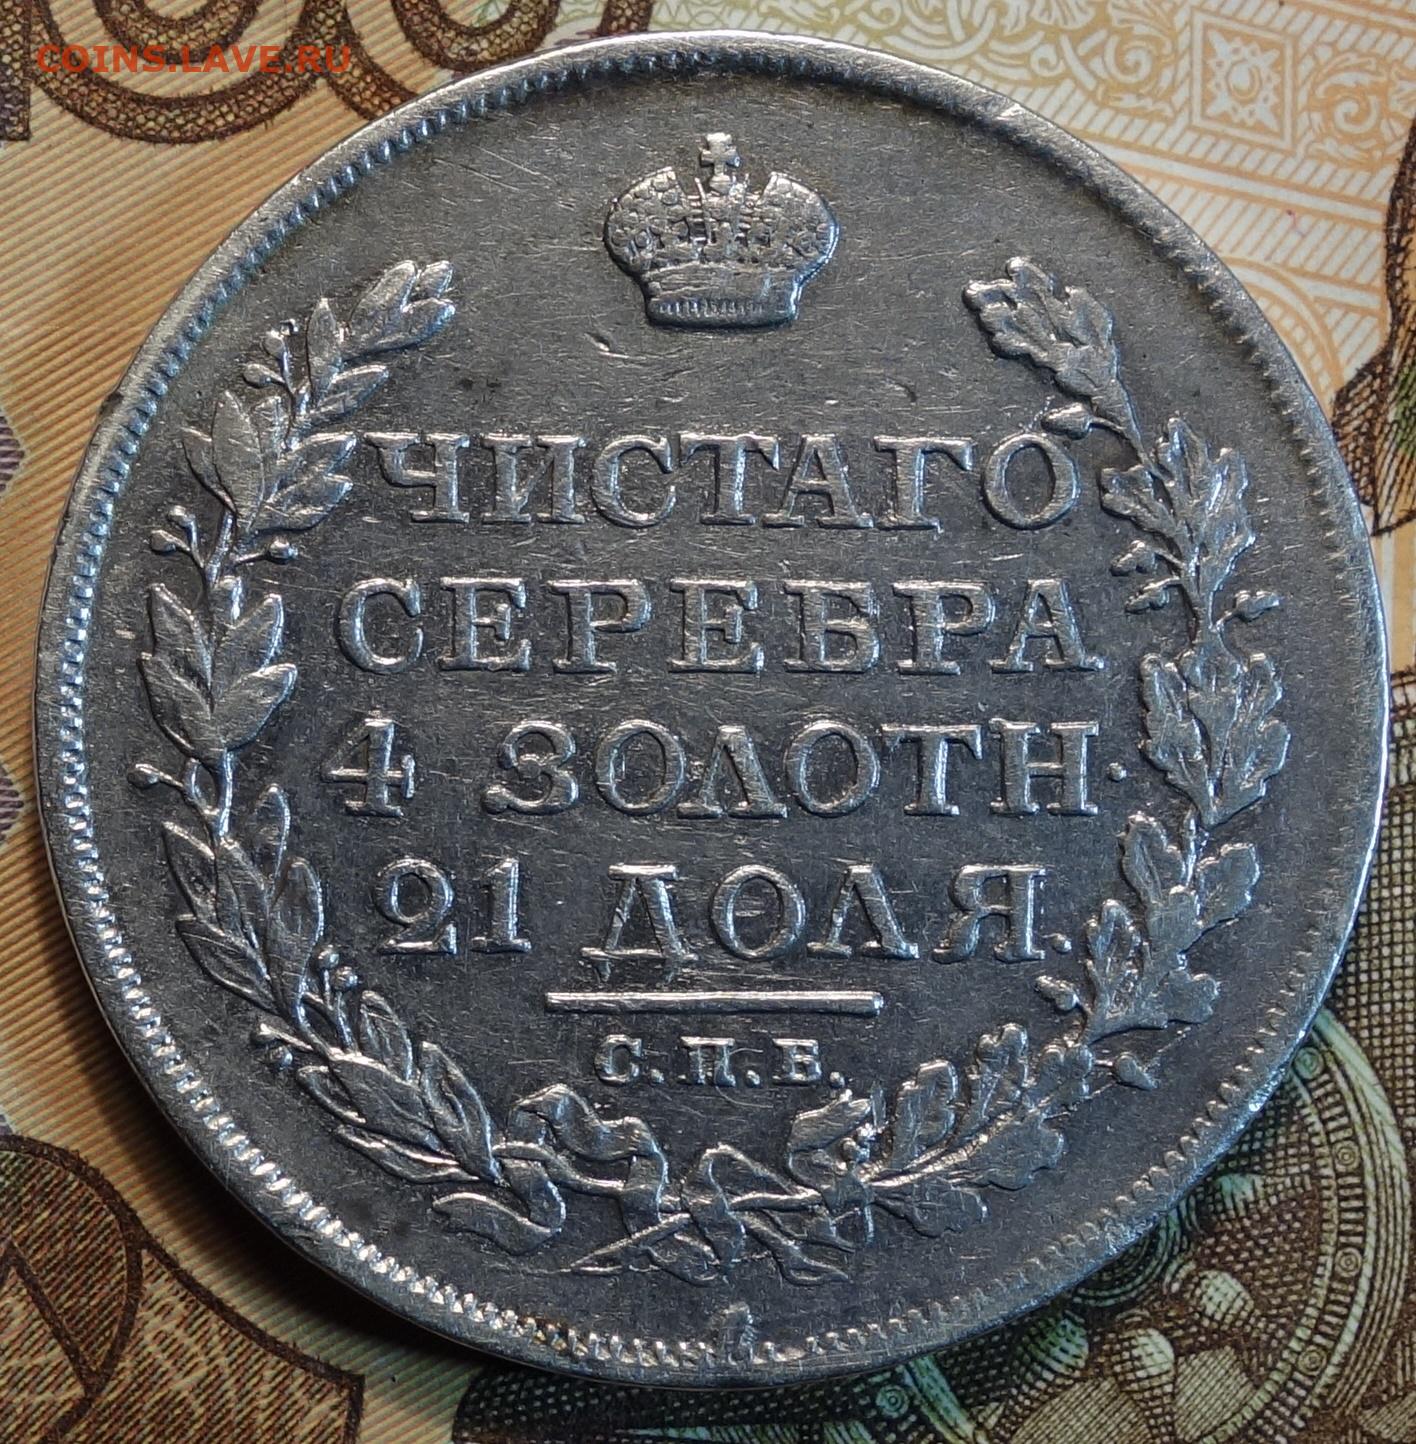 COINS.LAVE.RU
ЧИСТАГО
СЕРЕБРА
4 ЗОЛОТН.
21 ДОЛЯ.
С.П.Б.